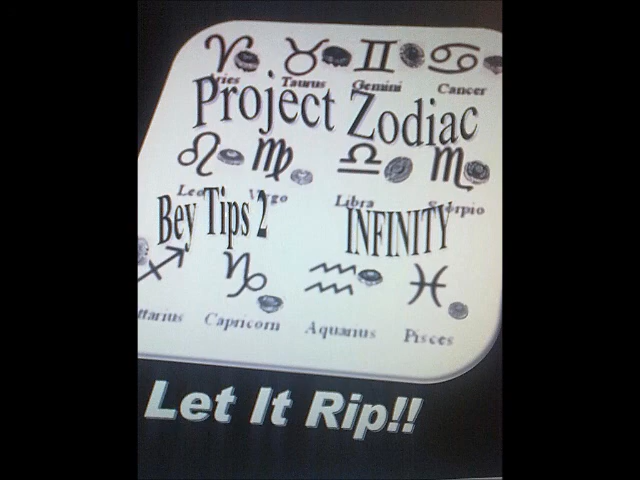 Aries Taurus Gemini Cancer
Project Zodiac
Leo Virgo Libra Scorpio
Bey Tips 2 INFINITY
ttarius Capricorn Aquarius Pisces
Let It Rip!!